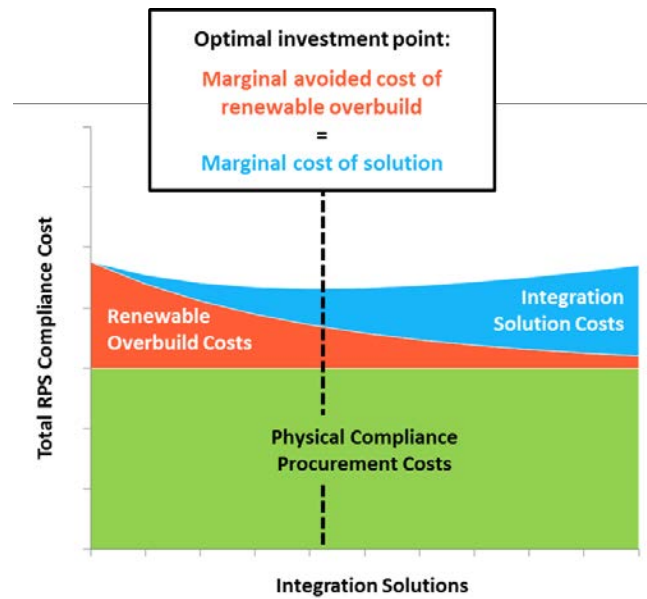 Optimal investment point:
Marginal avoided cost of
renewable overbuild
=
Marginal cost of solution
Total RPS Compliance Cost
Renewable
Overbuild Costs
Integration
Solution Costs
Physical Compliance
Procurement Costs
Integration Solutions